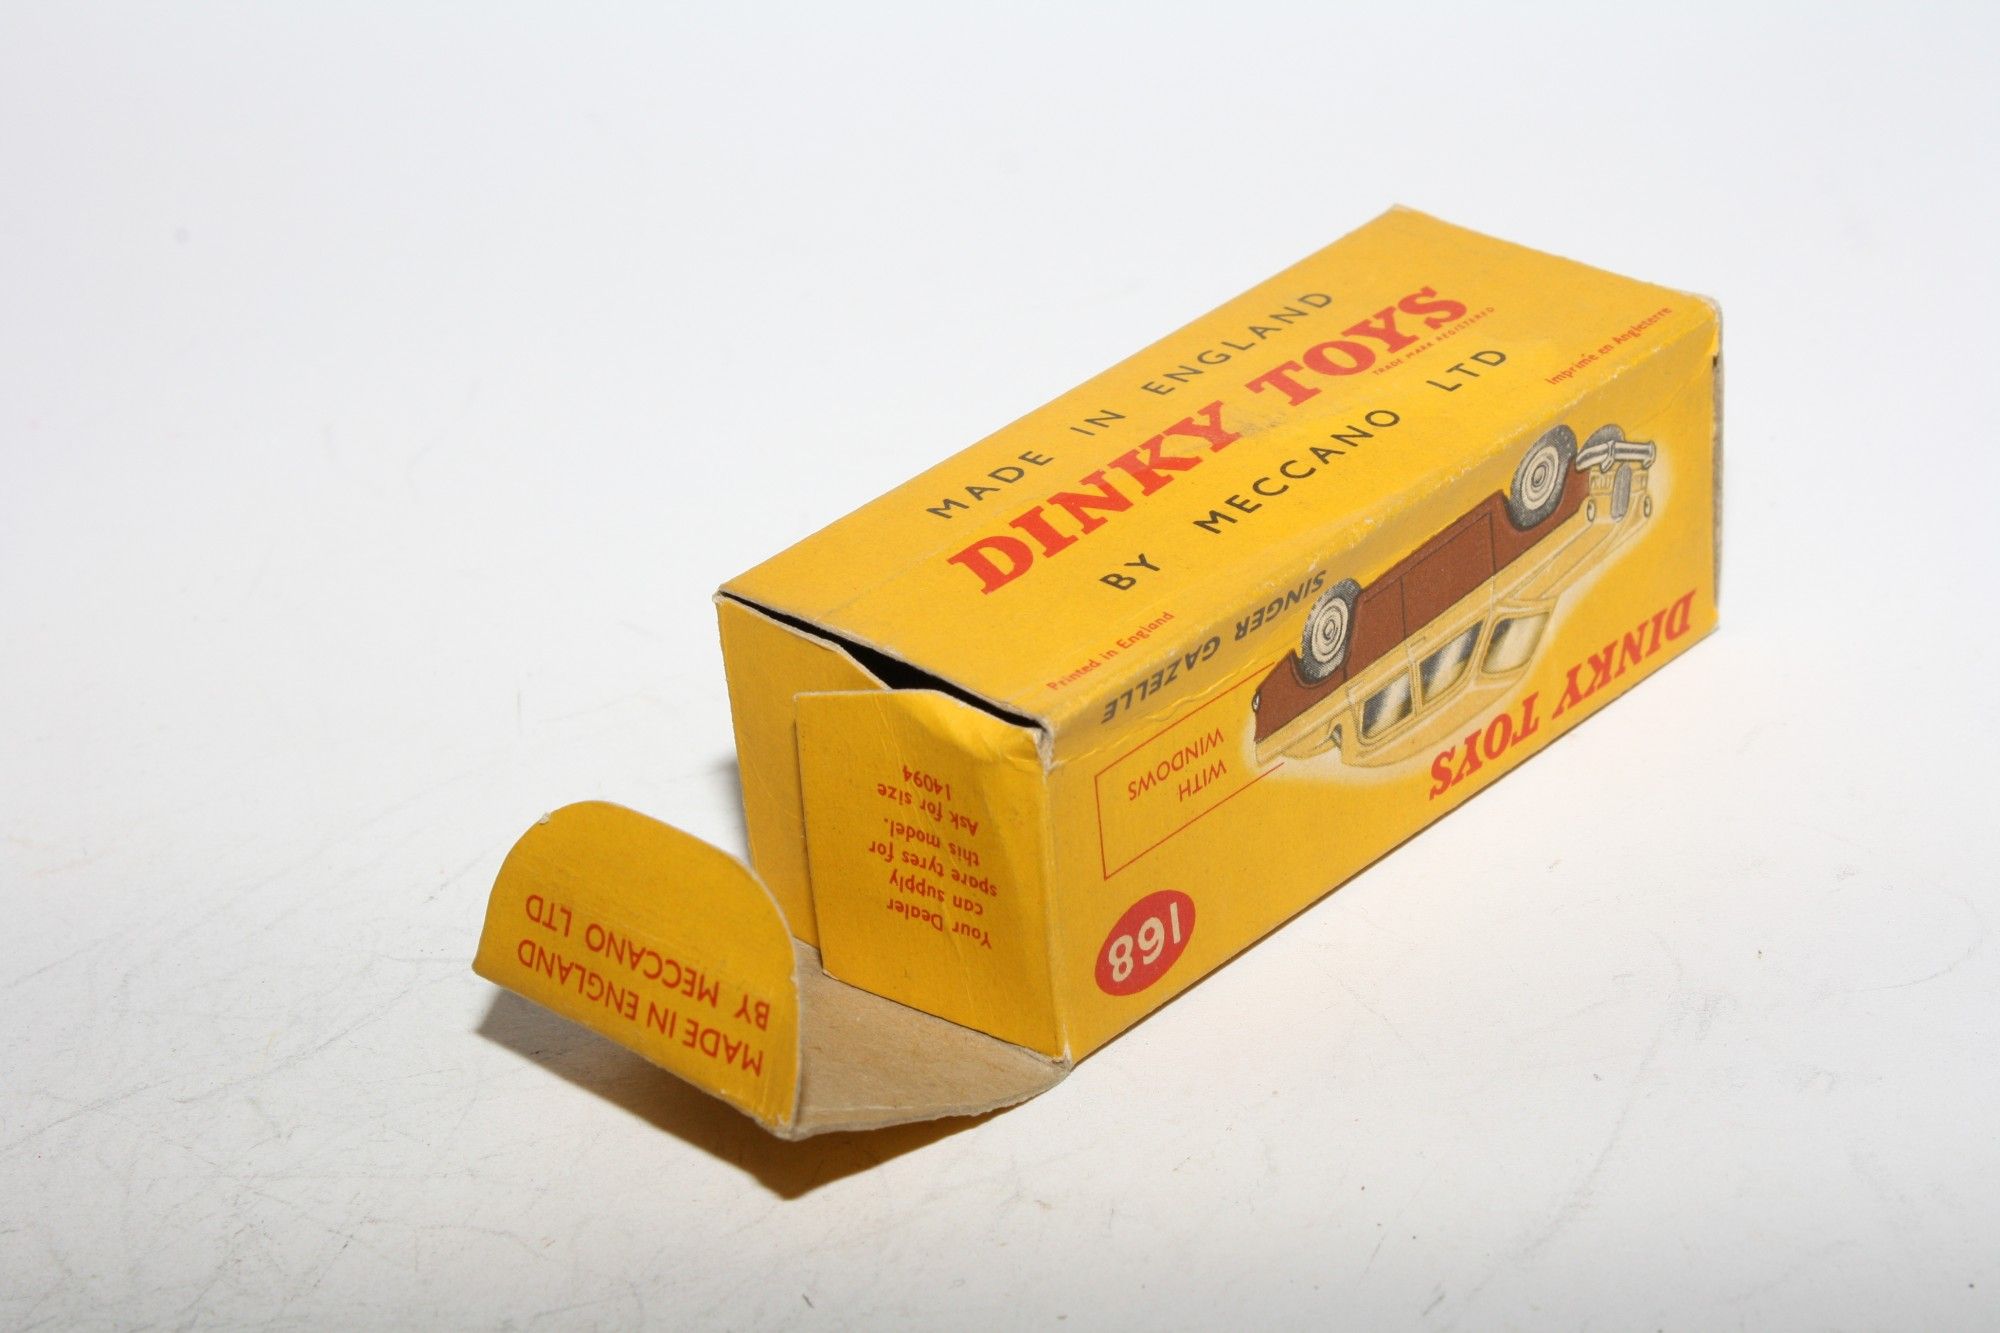 MADE IN ENGLAND
DINKY TOYS
TRADE MARK REGISTERED
BY MECCANO LTD
Printed in England
Imprimé en Angleterre
DINKY TOYS
168
WITH
WINDOWS
SINGER GAZELLE
Your Dealer
can supply
spare tyres for
this model.
Ask for size
14094
MADE IN ENGLAND
BY MECCANO LTD